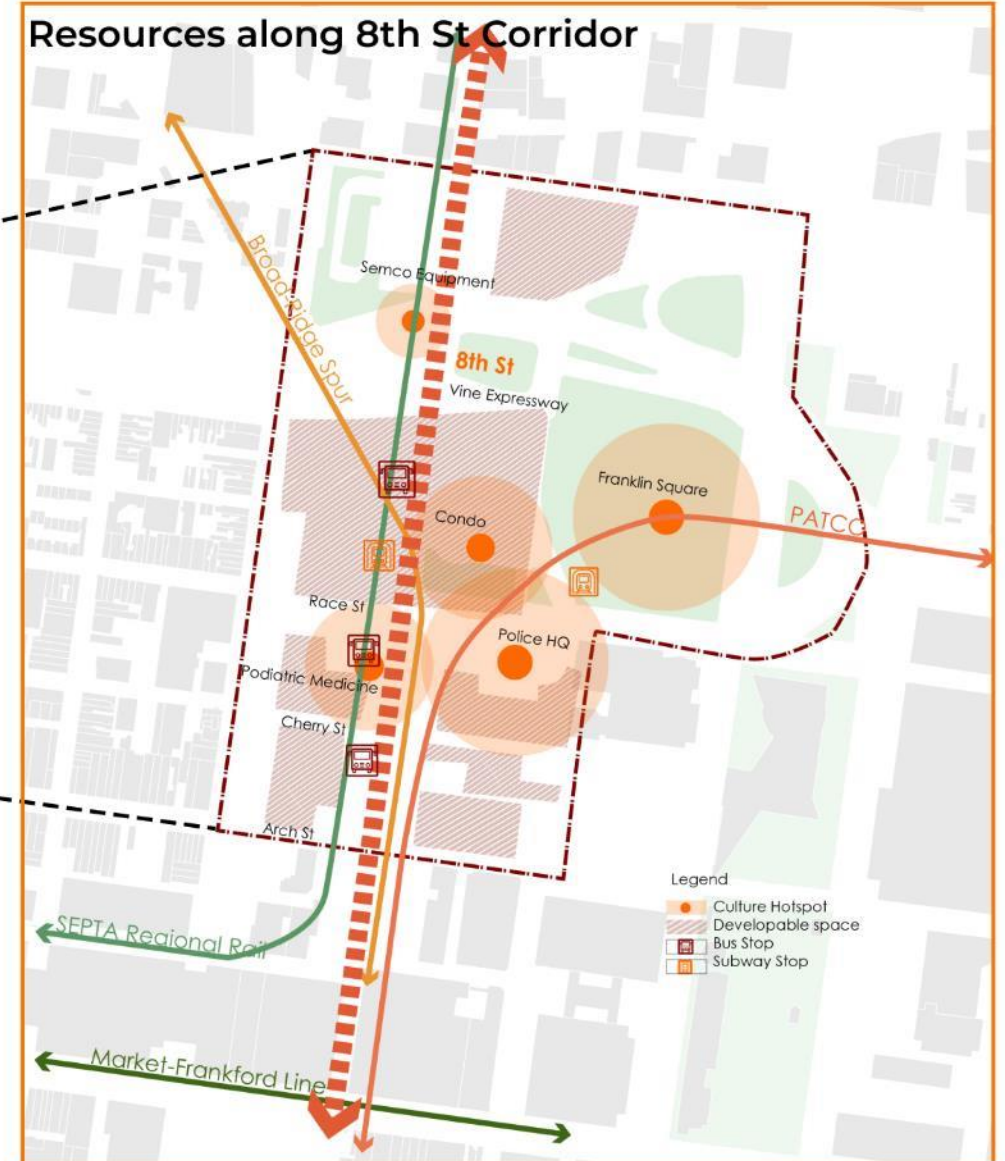 Resources along 8th St Corridor
Broad-Ridge Spur
Semco Equipment
8th St
Vine Expressway
Franklin Square
Condo
PATCO
Race St
Police HQ
Podiatric Medicine
Cherry St
Arch St
Legend
Culture Hotspot
Developable space
Bus Stop
Subway Stop
SEPTA Regional Rail
Market-Frankford Line